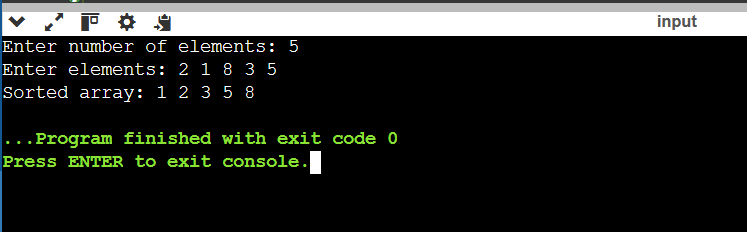 input
Enter number of elements: 5
Enter elements: 2 1 8 3 5
Sorted array: 1 2 3 5 8
...Program finished with exit code 0
Press ENTER to exit console.